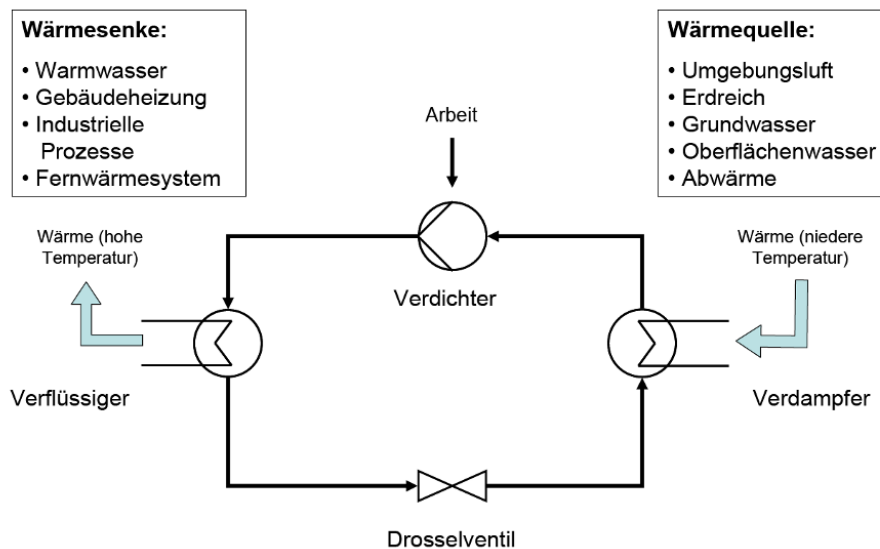 Wärmesenke:
• Warmwasser
• Gebäudeheizung
• Industrielle
Prozesse
• Fernwärmesystem
Wärmequelle:
• Umgebungsluft
• Erdreich
• Grundwasser
• Oberflächenwasser
• Abwärme
Arbeit
Wärme (hohe
Temperatur)
Wärme (niedere
Temperatur)
Verdichter
Verflüssiger
Verdampfer
Drosselventil